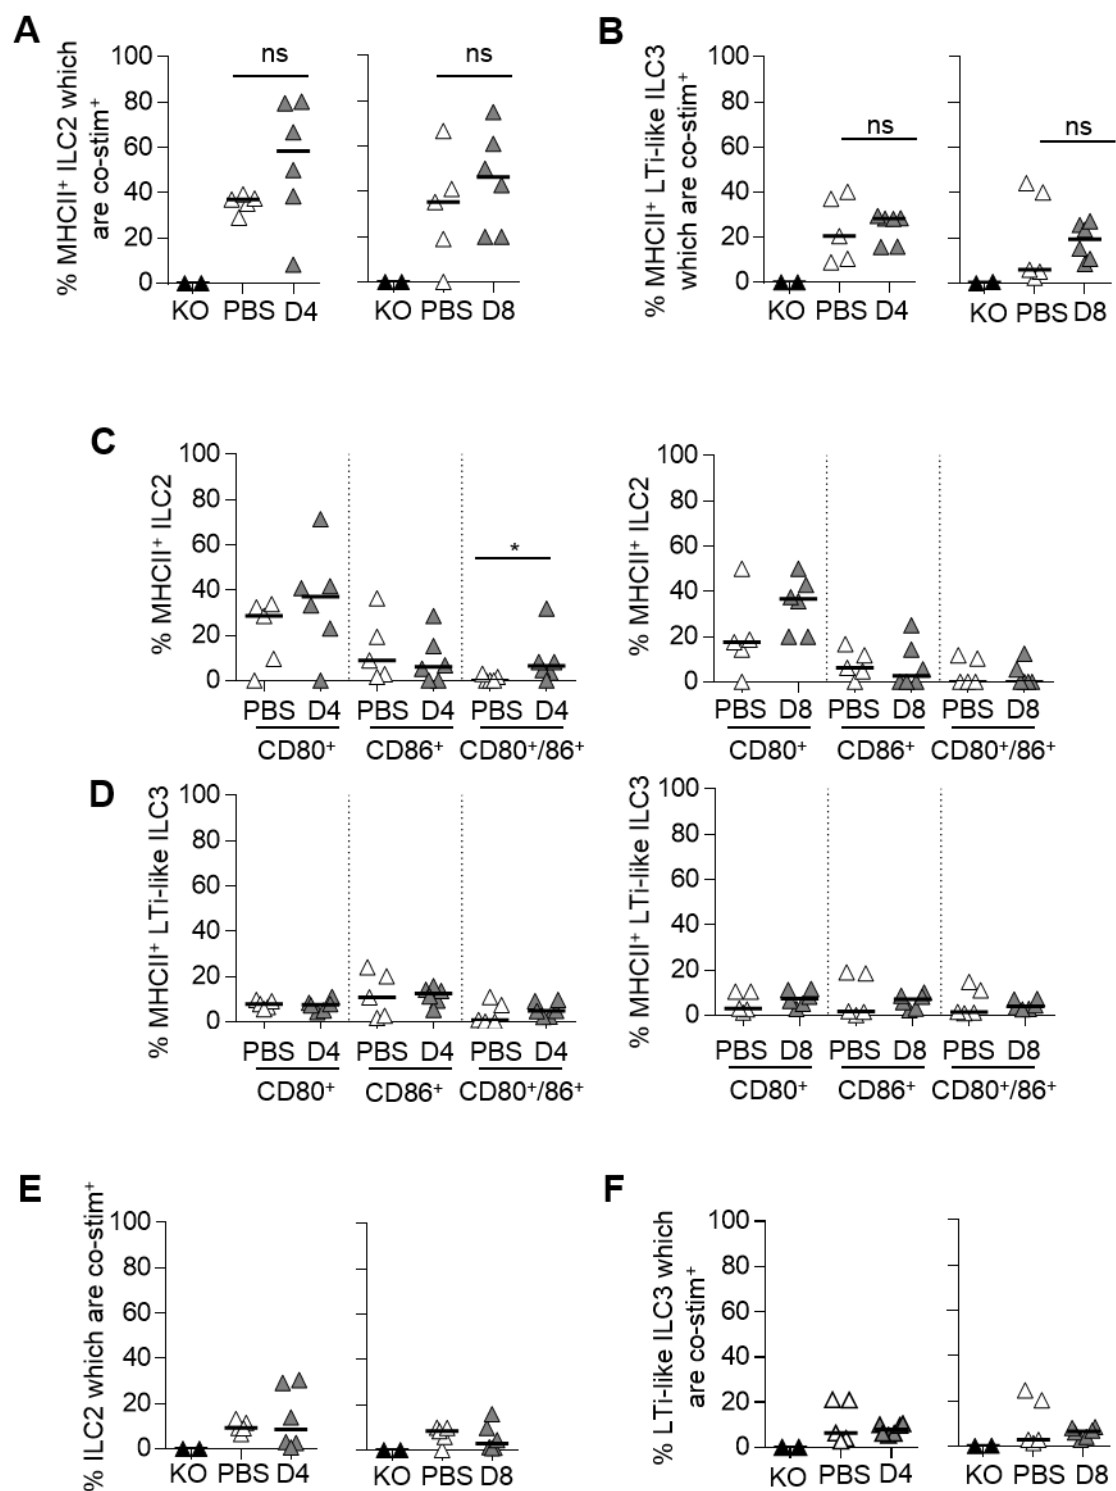 A
% MHCII⁺ ILC2 which
are co-stim⁺
100
80
60
40
20
0
ns
KO PBS D4
ns
KO PBS D8
B
% MHCII⁺ LTi-like ILC3
which are co-stim⁺
100
80
60
40
20
0
ns
KO PBS D4
ns
KO PBS D8
C
% MHCII⁺ ILC2
100
80
60
40
20
0
*
PBS D4 PBS D4 PBS D4
CD80⁺ CD86⁺ CD80⁺/86⁺
% MHCII⁺ ILC2
100
80
60
40
20
0
PBS D8 PBS D8 PBS D8
CD80⁺ CD86⁺ CD80⁺/86⁺
D
% MHCII⁺ LTi-like ILC3
100
80
60
40
20
0
PBS D4 PBS D4 PBS D4
CD80⁺ CD86⁺ CD80⁺/86⁺
% MHCII⁺ LTi-like ILC3
100
80
60
40
20
0
PBS D8 PBS D8 PBS D8
CD80⁺ CD86⁺ CD80⁺/86⁺
E
% ILC2 which are co-stim⁺
100
80
60
40
20
0
KO PBS D4
KO PBS D8
F
% LTi-like ILC3 which
are co-stim⁺
100
80
60
40
20
0
KO PBS D4
KO PBS D8